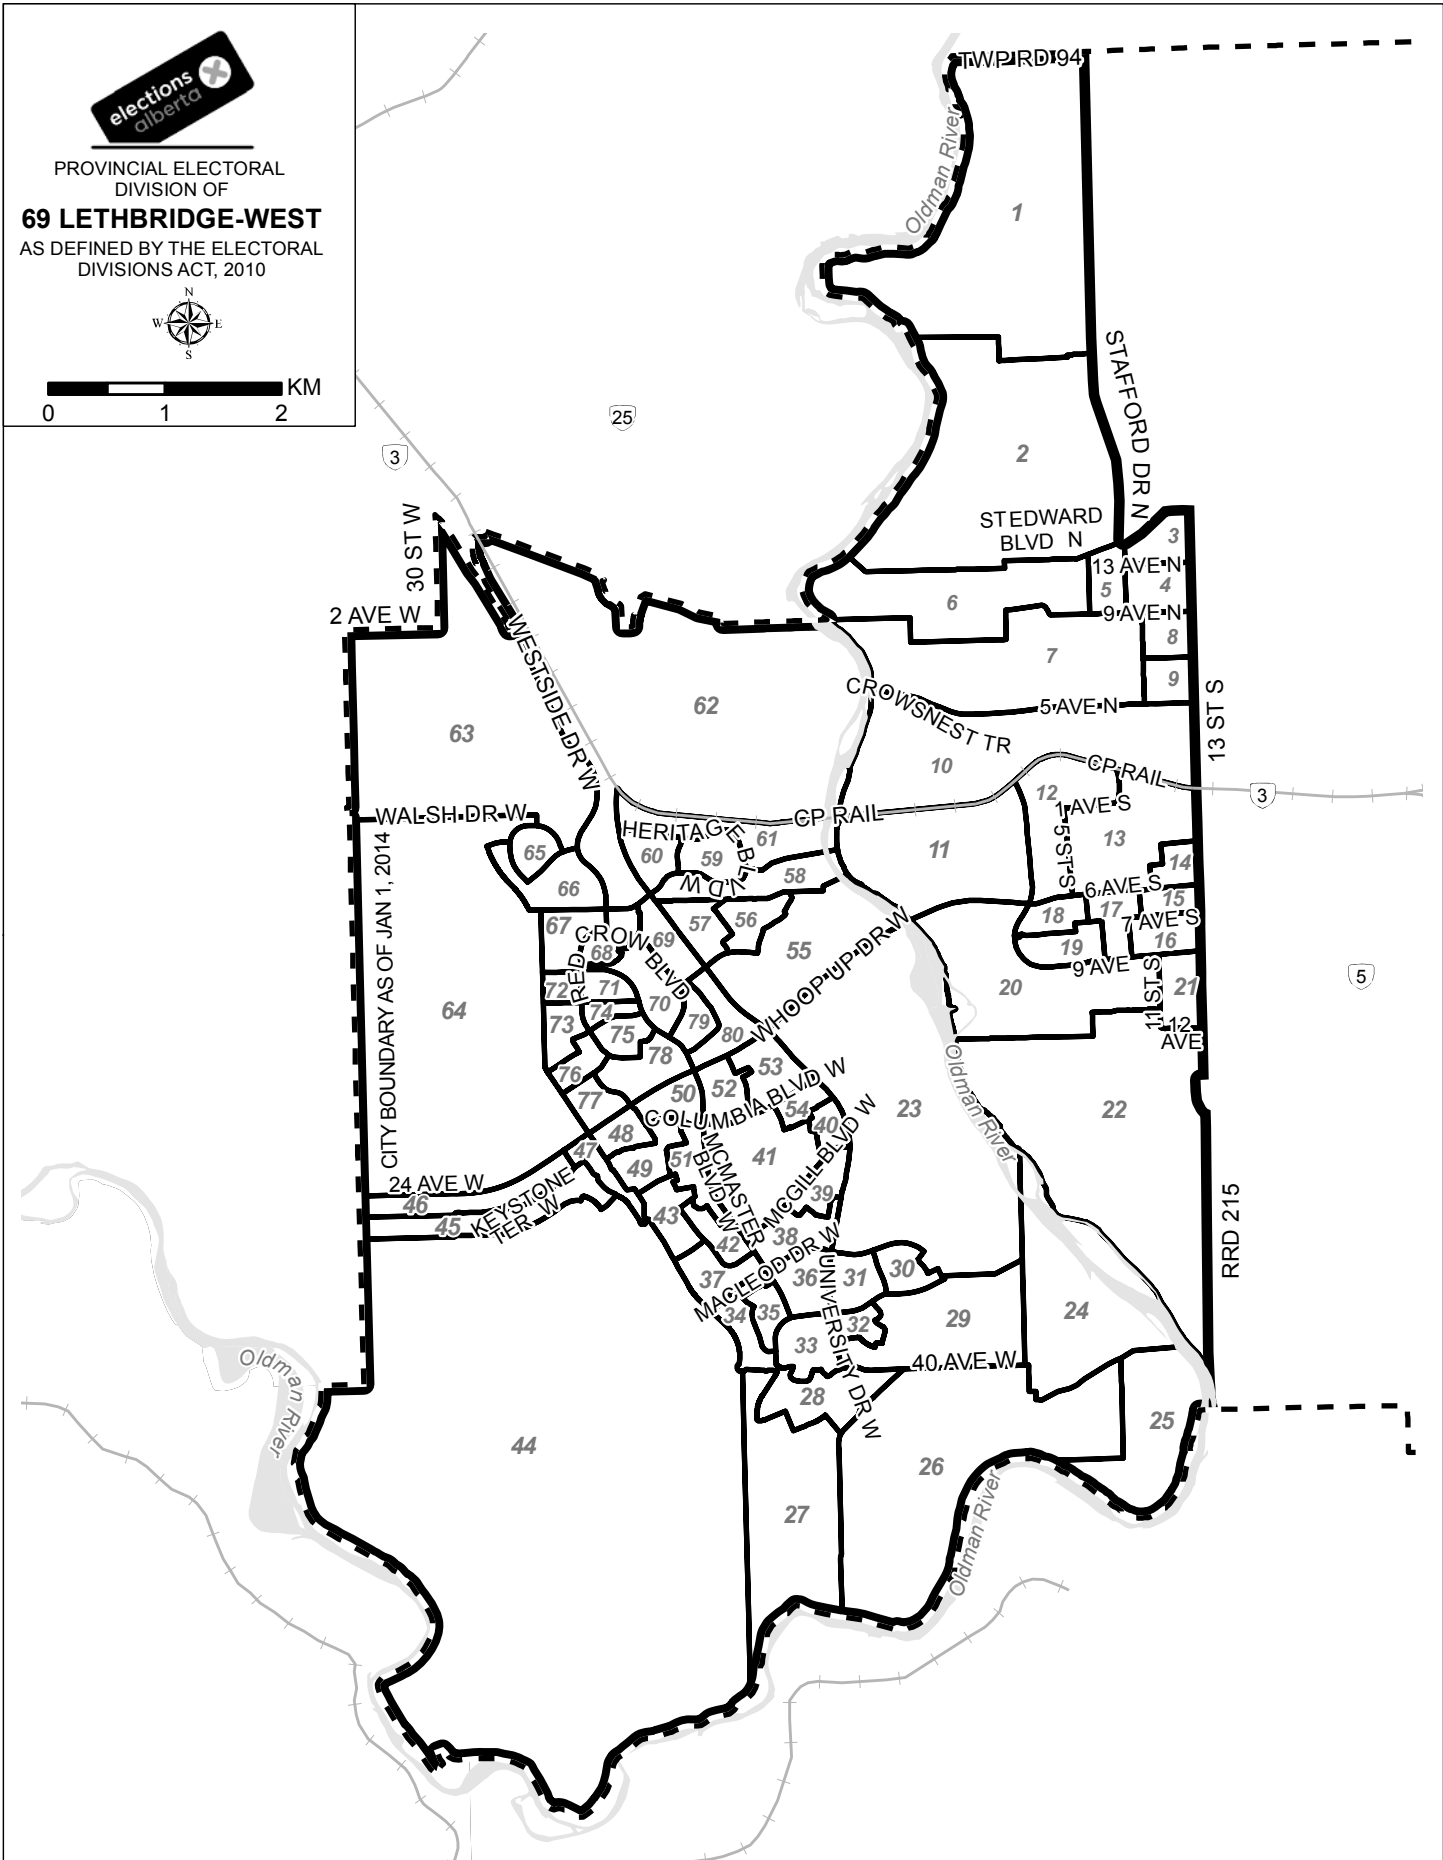 elections
alberta
PROVINCIAL ELECTORAL
DIVISION OF
69 LETHBRIDGE-WEST
AS DEFINED BY THE ELECTORAL
DIVISIONS ACT, 2010
N
W E
S
KM
0 1 2
TWP RD 94
Oldman River
1
STAFFORD DR N
25
3
2
ST EDWARD
BLVD N
30 ST W
2 AVE W
3
13 AVE N
4
5
6
9 AVE N
8
7
9
WESTSIDE DR W
62
63
CROWSNEST TR
5 AVE N
13 ST S
10
CP RAIL
3
12
1 AVE S
WALSH DR W
CP RAIL
HERITAGE BLVD W
61
60
59
58
65
66
11
5 ST S
13
14
6 AVE S
15
17
18
7 AVE S
16
19
9 AVE
20
11 ST S
21
12
AVE
5
CITY BOUNDARY AS OF JAN 1, 2014
67
RED CROW BLVD
68
69
57
56
55
WHOOP UP DR W
64
72
71
70
73
74
75
79
80
78
76
77
53
52
50
COLUMBIA BLVD W
54
40
23
Oldman River
22
48
47
49
51
MCMASTER
BLVD W
41
MCGILL BLVD W
39
24 AVE W
46
45
KEYSTONE
TER W
43
42
38
MACLEOD DR W
37
36
31
30
RRD 215
34
35
UNIVERSITY DR W
32
33
29
24
40 AVE W
28
25
Oldman River
44
26
27
Oldman River